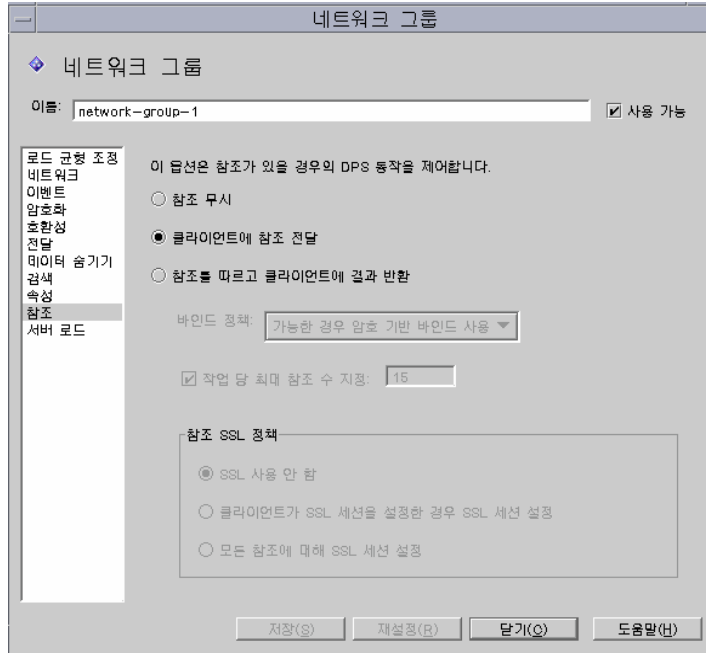 네트워크 그룹
네트워크 그룹
이름: network-group-1 사용 가능
로드 균형 조정
네트워크
이벤트
암호화
호환성
전달
데이터 숨기기
검색
속성
참조
서버 로드
이 옵션은 참조가 있을 경우의 DPS 동작을 제어합니다.
참조 무시
클라이언트에 참조 전달
참조를 따르고 클라이언트에 결과 반환
바인드 정책: 가능한 경우 암호 기반 바인드 사용
작업 당 최대 참조 수 지정: 15
참조 SSL 정책
SSL 사용 안 함
클라이언트가 SSL 세션을 설정한 경우 SSL 세션 설정
모든 참조에 대해 SSL 세션 설정
저장(S) 재설정(R) 닫기(C) 도움말(H)